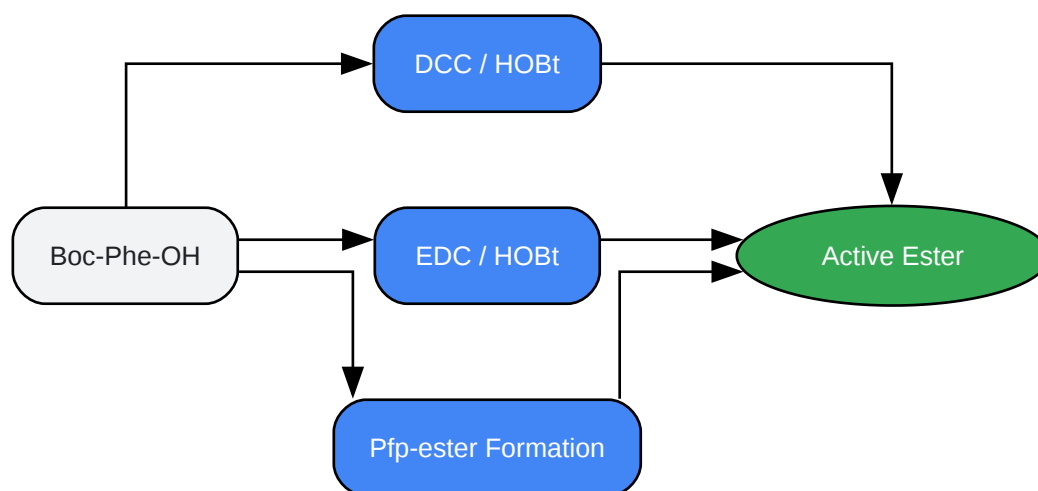 DCC / HOBt
Boc-Phe-OH
EDC / HOBt
Active Ester
Pfp-ester Formation